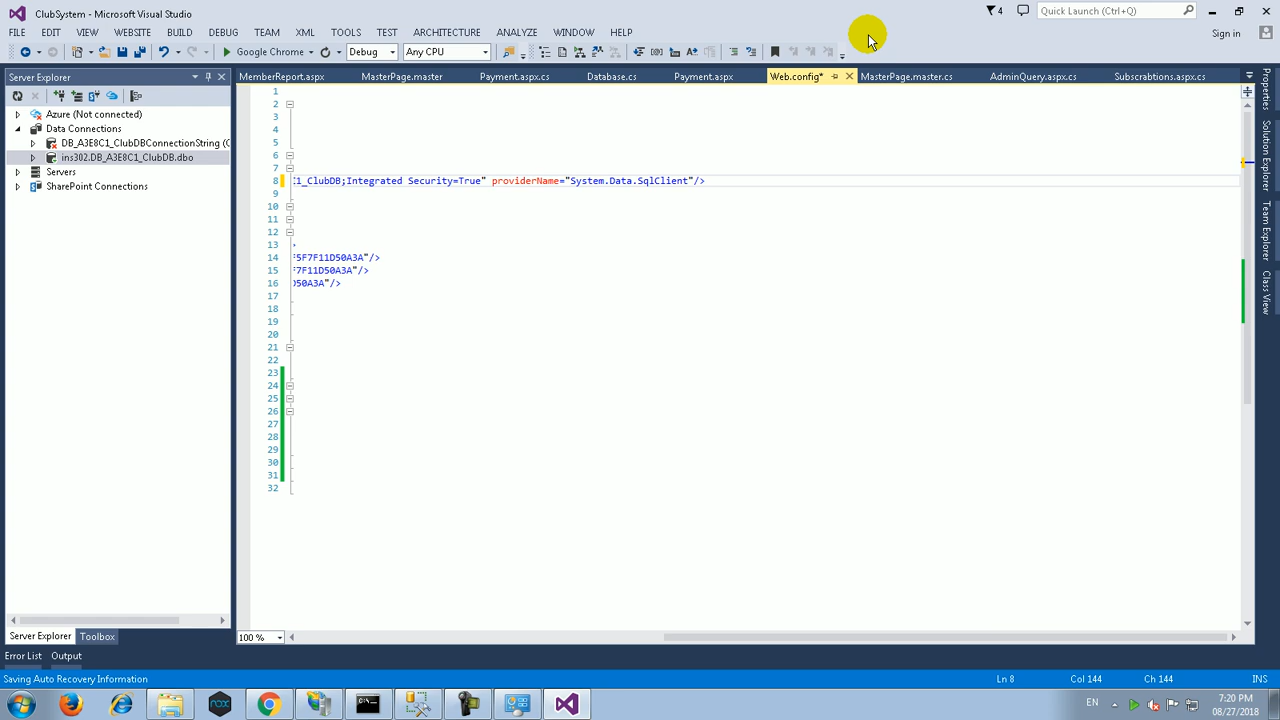 ClubSystem - Microsoft Visual Studio
4
Quick Launch (Ctrl+Q)
FILE EDIT VIEW WEBSITE BUILD DEBUG TEAM XML TOOLS TEST ARCHITECTURE ANALYZE WINDOW HELP
Sign in
Google Chrome Debug Any CPU
Server Explorer
MemberReport.aspx MasterPage.master Payment.aspx.cs Database.cs Payment.aspx Web.config* MasterPage.master.cs AdminQuery.aspx.cs Subscrabtions.aspx.cs
Azure (Not connected)
Data Connections
DB_A3E8C1_ClubDBConnectionString (
ins302.DB_A3E8C1_ClubDB.dbo
Servers
SharePoint Connections
1
2
3
4
5
6
7
8 C1_ClubDB;Integrated Security=True" providerName="System.Data.SqlClient"/>
9
10
11
12
13 >
14 F5F7F11D50A3A"/>
15 F7F11D50A3A"/>
16 D50A3A"/>
17
18
19
20
21
22
23
24
25
26
27
28
29
30
31
32
Properties
Solution Explorer
Team Explorer
Class View
100 %
Server Explorer Toolbox
Error List Output
Saving Auto Recovery Information Ln 8 Col 144 Ch 144 INS
nox
EN
7:20 PM
08/27/2018